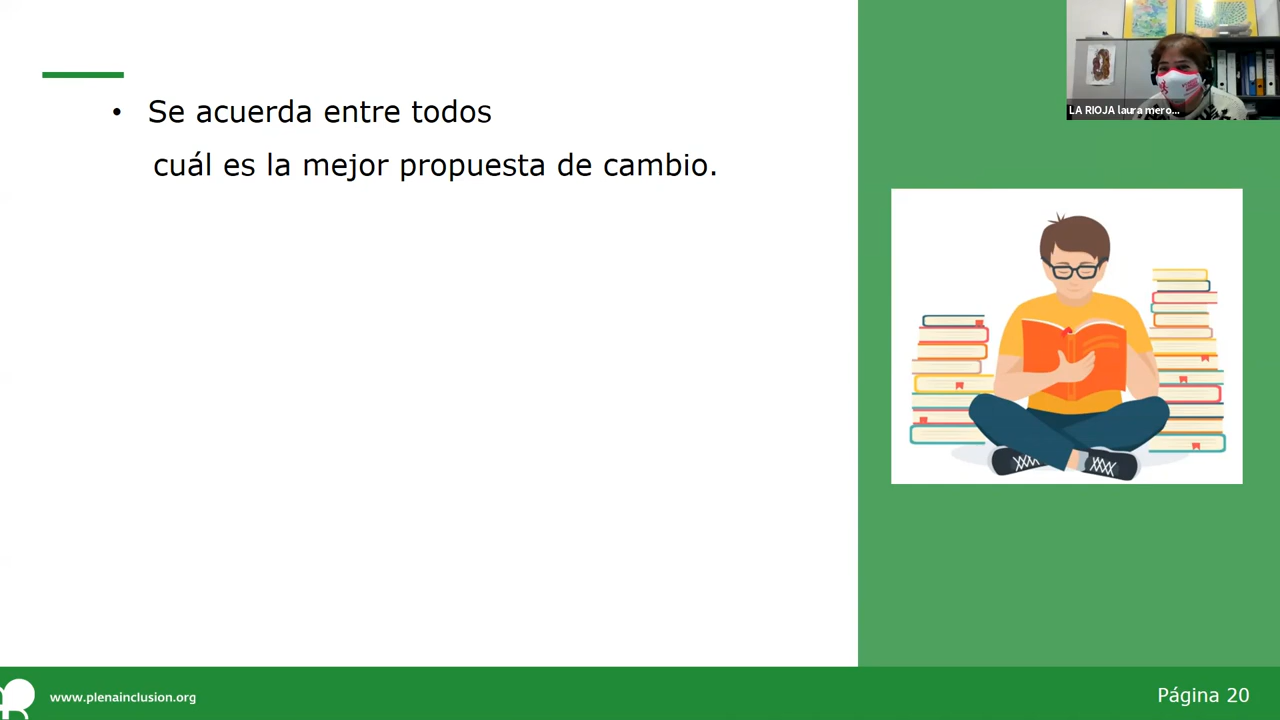 LA RIOJA laura mero...
• Se acuerda entre todos
cuál es la mejor propuesta de cambio.
www.plenainclusion.org
Página 20